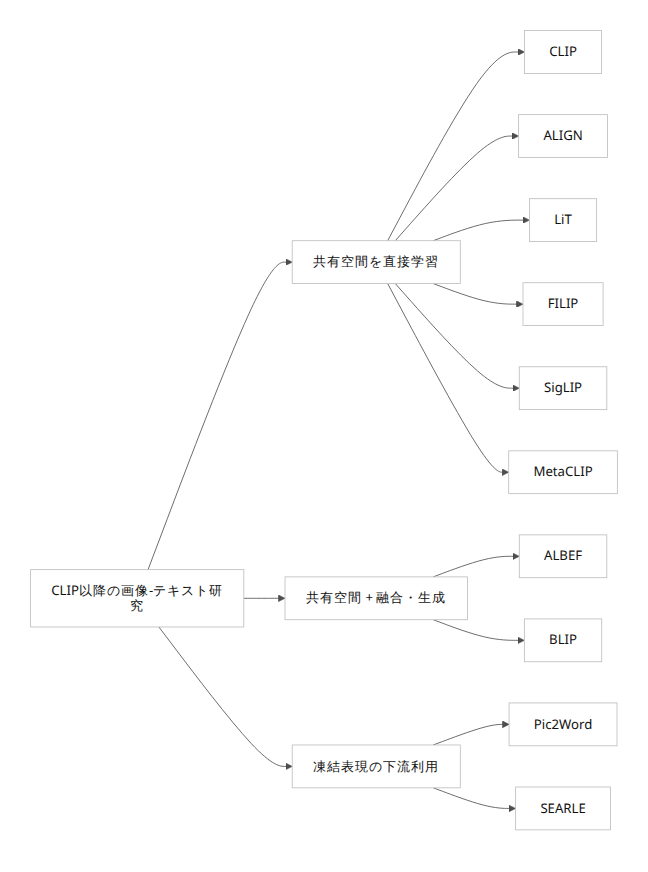 CLIP以降の画像-テキスト研
究
共有空間を直接学習
CLIP
ALIGN
LiT
FILIP
SigLIP
MetaCLIP
共有空間 + 融合・生成
ALBEF
BLIP
凍結表現の下流利用
Pic2Word
SEARLE